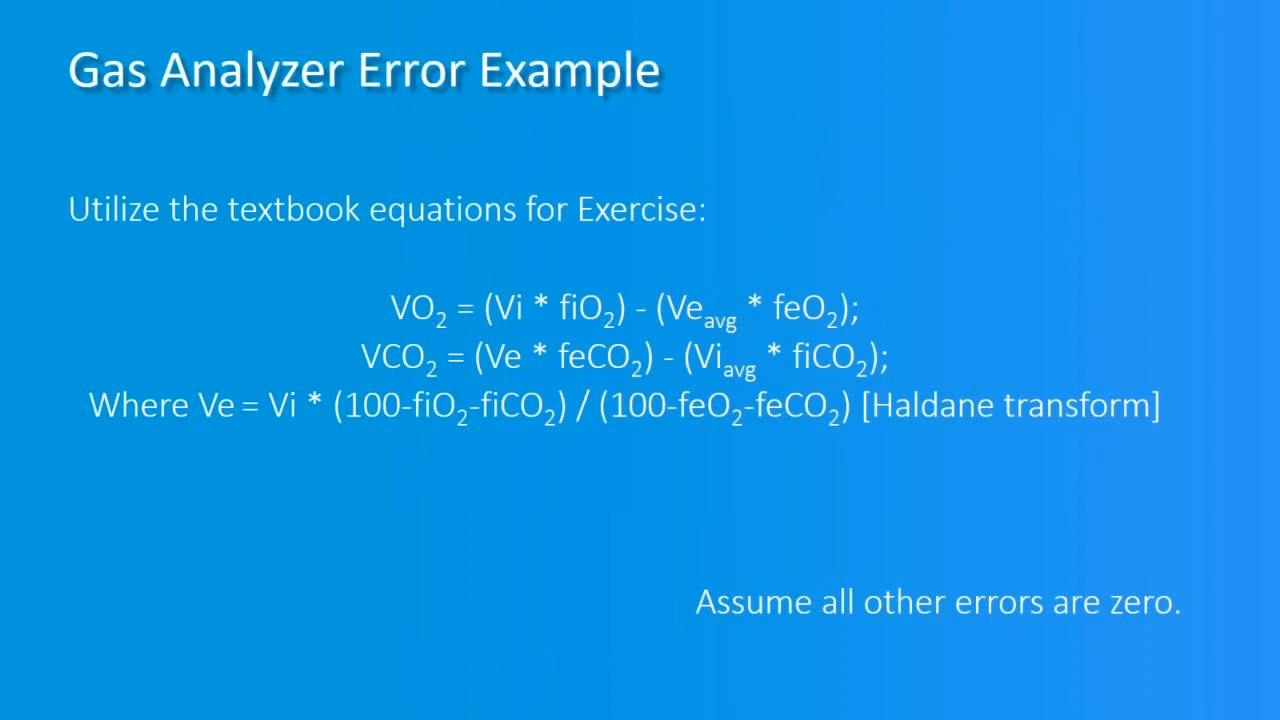 Gas Analyzer Error Example
Utilize the textbook equations for Exercise:
VO₂ = (Vi * fiO₂) - (Veavg * feO₂);
VCO₂ = (Ve * feCO₂) - (Viavg * fiCO₂);
Where Ve = Vi * (100-fiO₂-fiCO₂) / (100-feO₂-feCO₂) [Haldane transform]
Assume all other errors are zero.